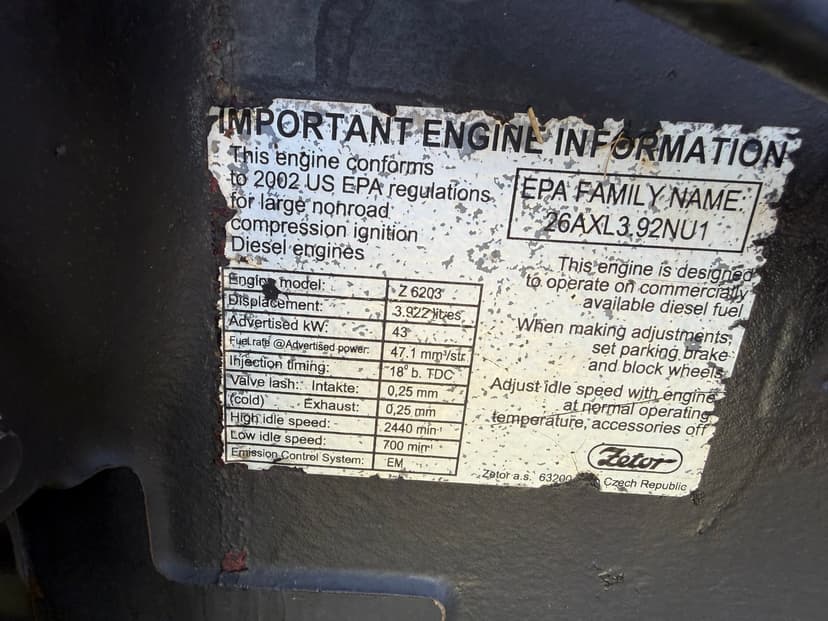 IMPORTANT ENGINE INFORMATION
This engine conforms
to 2002 US EPA regulations
for large nonroad
compression ignition
Diesel engines
EPA FAMILY NAME:
26AXL3.92NU1
This engine is designed
to operate on commercially
available diesel fuel
When making adjustments,
set parking brake
and block wheels
Adjust idle speed with engine
at normal operating
temperature, accessories off
Engine model: Z 6203
Displacement: 3.922 litres
Advertised kW: 43
Fuel rate @Advertised power: 47.1 mm³/str.
Injection timing: 18° b. TDC
Valve lash: Intakte: 0,25 mm
(cold) Exhaust: 0,25 mm
High idle speed: 2440 min⁻¹
Low idle speed: 700 min⁻¹
Emission Control System: EM
Zetor
Zetor a.s. 63200 Czech Republic